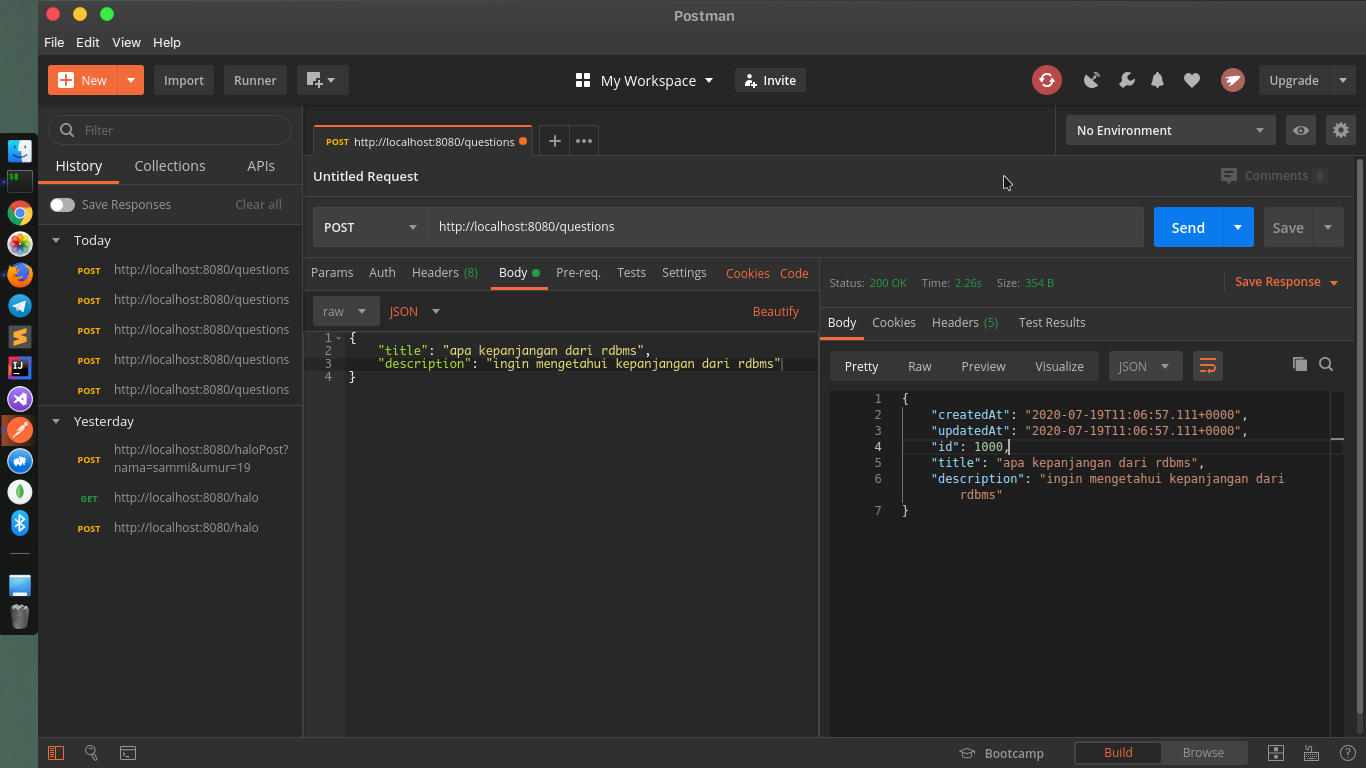 Postman
File Edit View Help
New Import Runner My Workspace Invite Upgrade
Filter
History Collections APIs
Save Responses Clear all
Today
POST http://localhost:8080/questions
POST http://localhost:8080/questions
POST http://localhost:8080/questions
POST http://localhost:8080/questions
POST http://localhost:8080/questions
Yesterday
POST http://localhost:8080/haloPost?
nama=sammi&umur=19
GET http://localhost:8080/halo
POST http://localhost:8080/halo
POST http://localhost:8080/questions
No Environment
Untitled Request
Comments 0
POST http://localhost:8080/questions Send Save
Params Auth Headers (8) Body Pre-req. Tests Settings Cookies Code
raw JSON Beautify
1 {
2 "title": "apa kepanjangan dari rdbms",
3 "description": "ingin mengetahui kepanjangan dari rdbms"
4 }
Status: 200 OK Time: 2.26s Size: 354 B Save Response
Body Cookies Headers (5) Test Results
Pretty Raw Preview Visualize JSON
1 {
2 "createdAt": "2020-07-19T11:06:57.111+0000",
3 "updatedAt": "2020-07-19T11:06:57.111+0000",
4 "id": 1000,
5 "title": "apa kepanjangan dari rdbms",
6 "description": "ingin mengetahui kepanjangan dari
rdbms"
7 }
Bootcamp Build Browse
$$
IJ